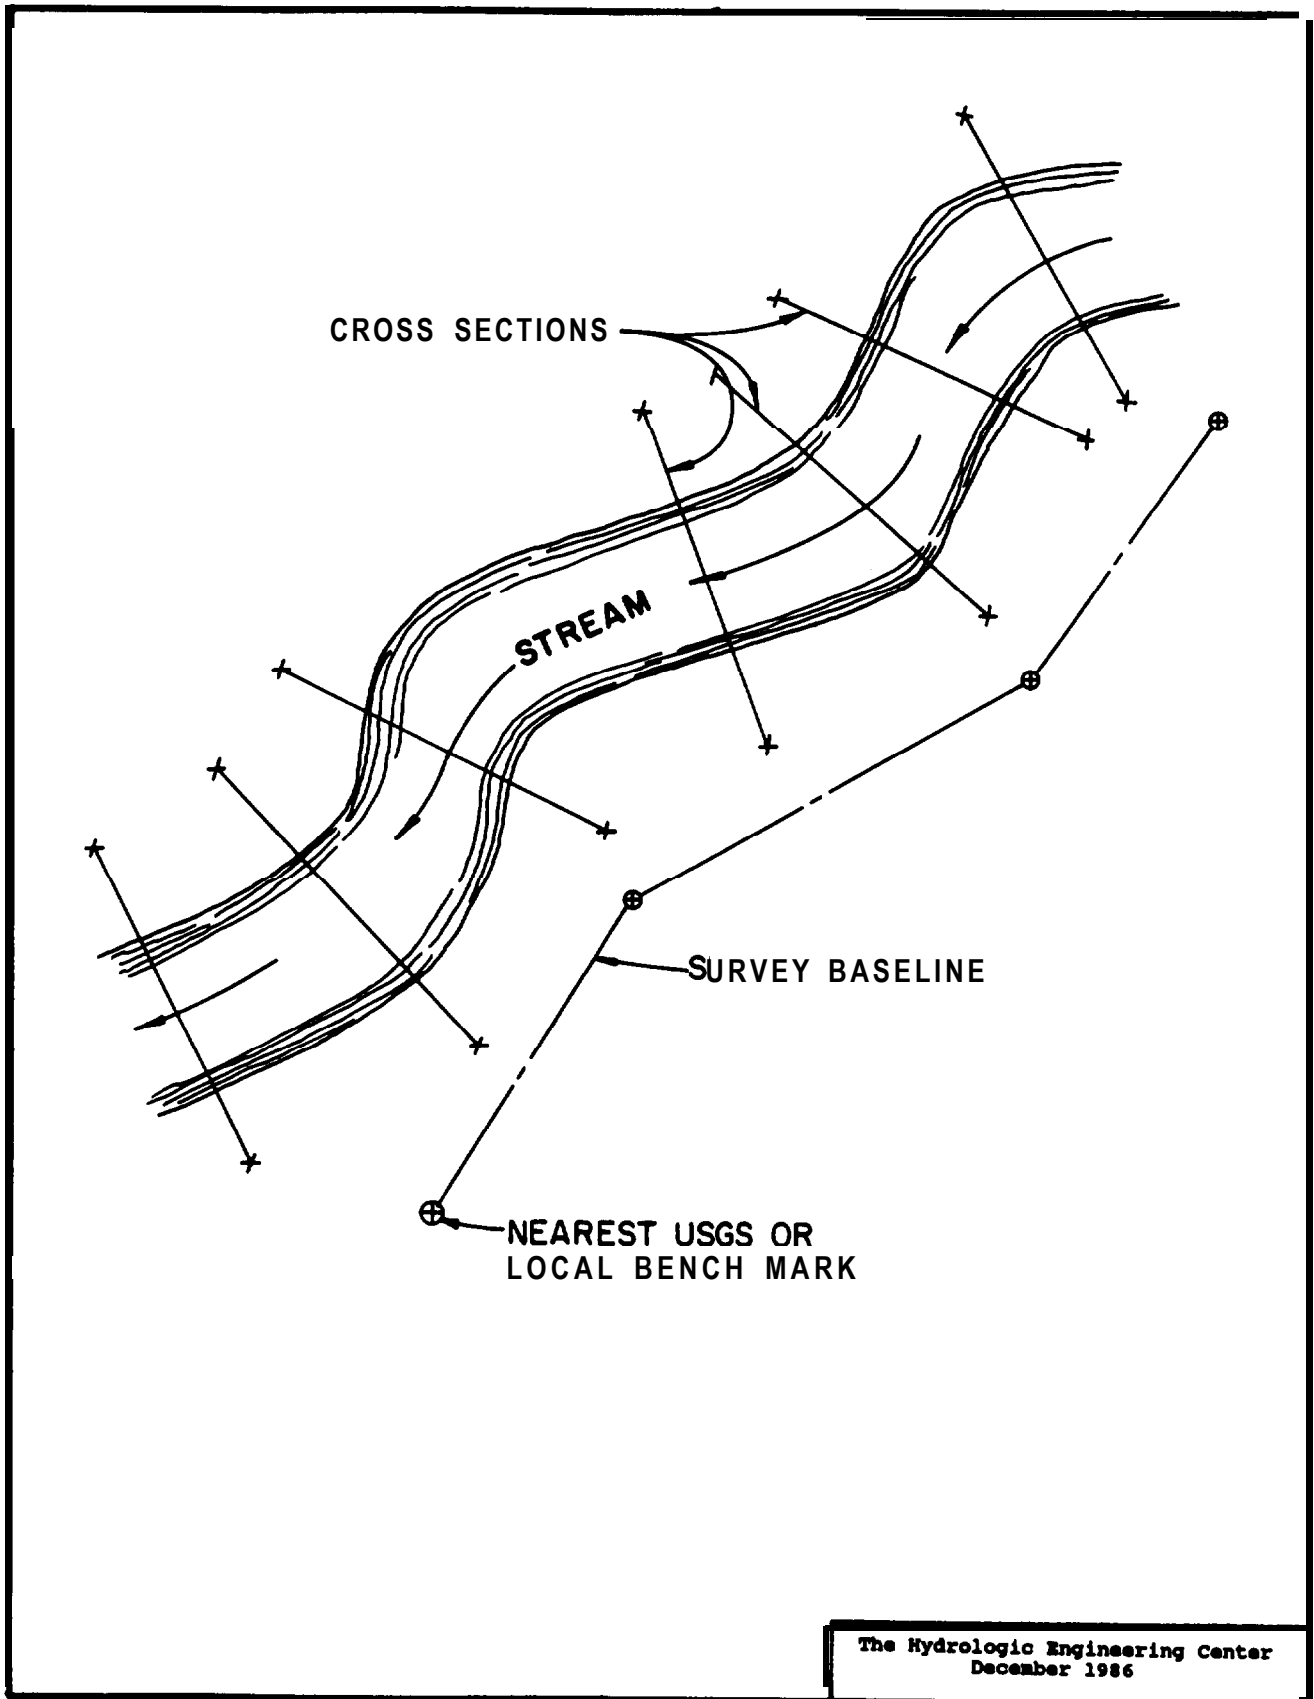 CROSS SECTIONS
STREAM
SURVEY BASELINE
NEAREST USGS OR
LOCAL BENCH MARK
The Hydrologic Engineering Center
December 1986